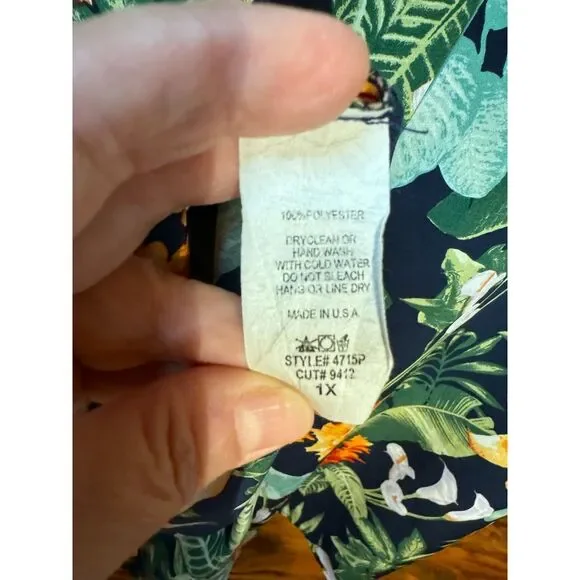 100% POLYESTER
DRYCLEAN OR
HAND WASH
WITH COLD WATER
DO NOT BLEACH
HANG OR LINE DRY
MADE IN U.S.A
STYLE# 4715P
CUT# 9412
1X